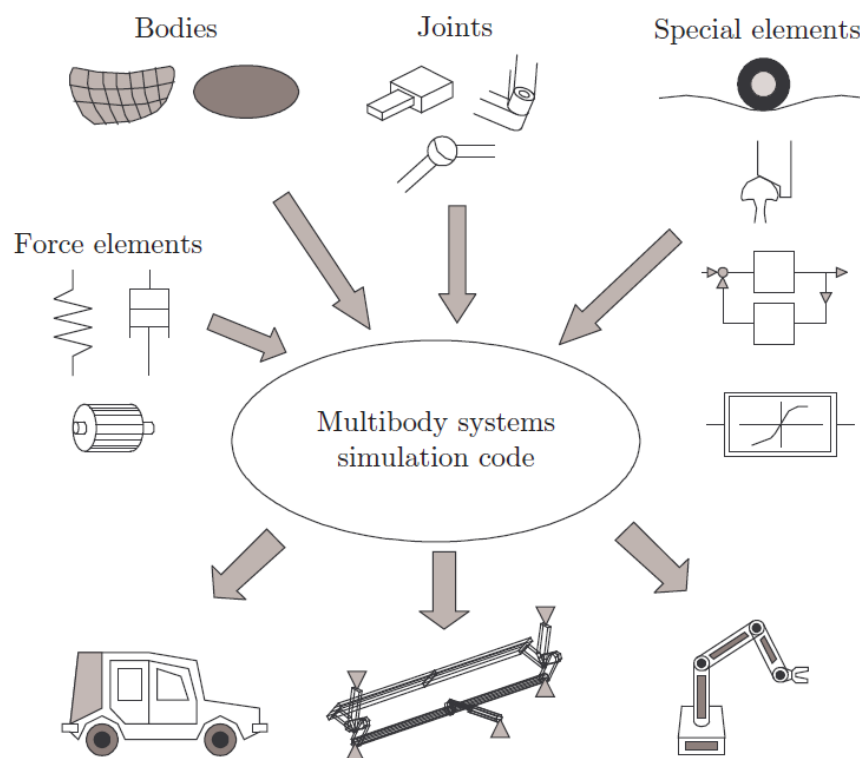 Bodies
Joints
Special elements
Force elements
Multibody systems
simulation code